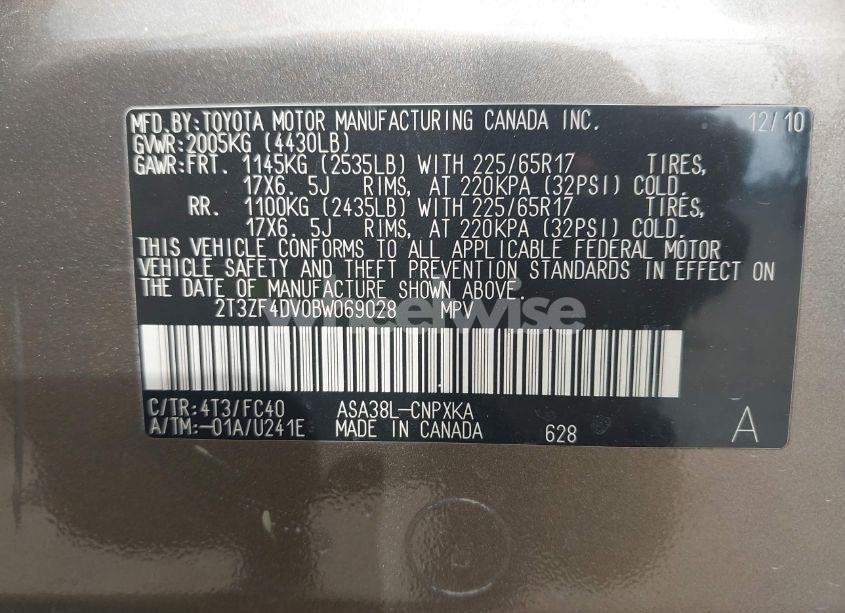 MFD.BY:TOYOTA MOTOR MANUFACTURING CANADA INC. 12/10
GVWR:2005KG (4430LB)
GAWR:FRT. 1145KG (2535LB) WITH 225/65R17 TIRES,
17X6. 5J RIMS, AT 220KPA (32PSI) COLD.
RR. 1100KG (2435LB) WITH 225/65R17 TIRES,
17X6. 5J RIMS, AT 220KPA (32PSI) COLD.
THIS VEHICLE CONFORMS TO ALL APPLICABLE FEDERAL MOTOR
VEHICLE SAFETY AND THEFT PREVENTION STANDARDS IN EFFECT ON
THE DATE OF MANUFACTURE SHOWN ABOVE.
2T3ZF4DV0BW069028 MPV
wheelwise
C/TR:4T3/FC40 ASA38L-CNPXKA
A/TM:-01A/U241E MADE IN CANADA 628 A